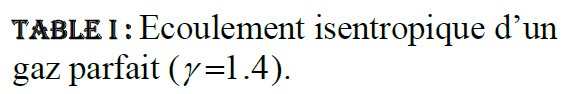 TABLE I : Ecoulement isentropique d’un
gaz parfait (γ=1.4).